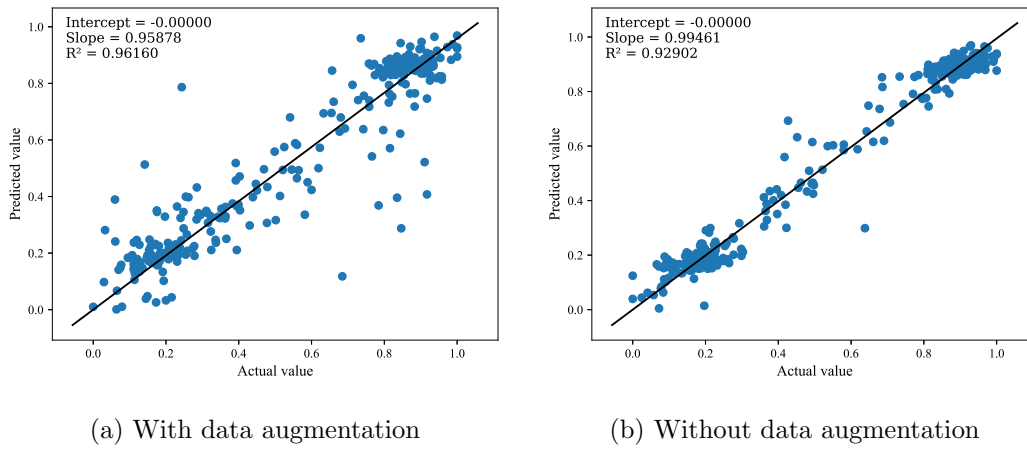 Intercept = -0.00000
Slope = 0.95878
R² = 0.96160
Predicted value
1.0
0.8
0.6
0.4
0.2
0.0
0.0 0.2 0.4 0.6 0.8 1.0
Actual value
(a) With data augmentation
Intercept = -0.00000
Slope = 0.99461
R² = 0.92902
Predicted value
1.0
0.8
0.6
0.4
0.2
0.0
0.0 0.2 0.4 0.6 0.8 1.0
Actual value
(b) Without data augmentation